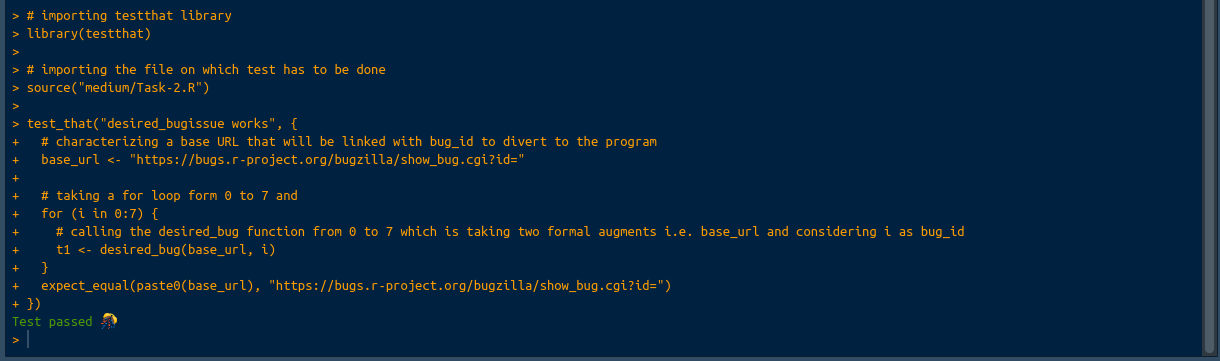 > # importing testthat library
> library(testthat)
>
> # importing the file on which test has to be done
> source("medium/Task-2.R")
>
> test_that("desired_bugissue works", {
+   # characterizing a base URL that will be linked with bug_id to divert to the program
+   base_url <- "https://bugs.r-project.org/bugzilla/show_bug.cgi?id="
+
+   # taking a for loop form 0 to 7 and
+   for (i in 0:7) {
+     # calling the desired_bug function from 0 to 7 which is taking two formal augments i.e. base_url and considering i as bug_id
+     t1 <- desired_bug(base_url, i)
+   }
+   expect_equal(paste0(base_url), "https://bugs.r-project.org/bugzilla/show_bug.cgi?id=")
+ })
Test passed
>